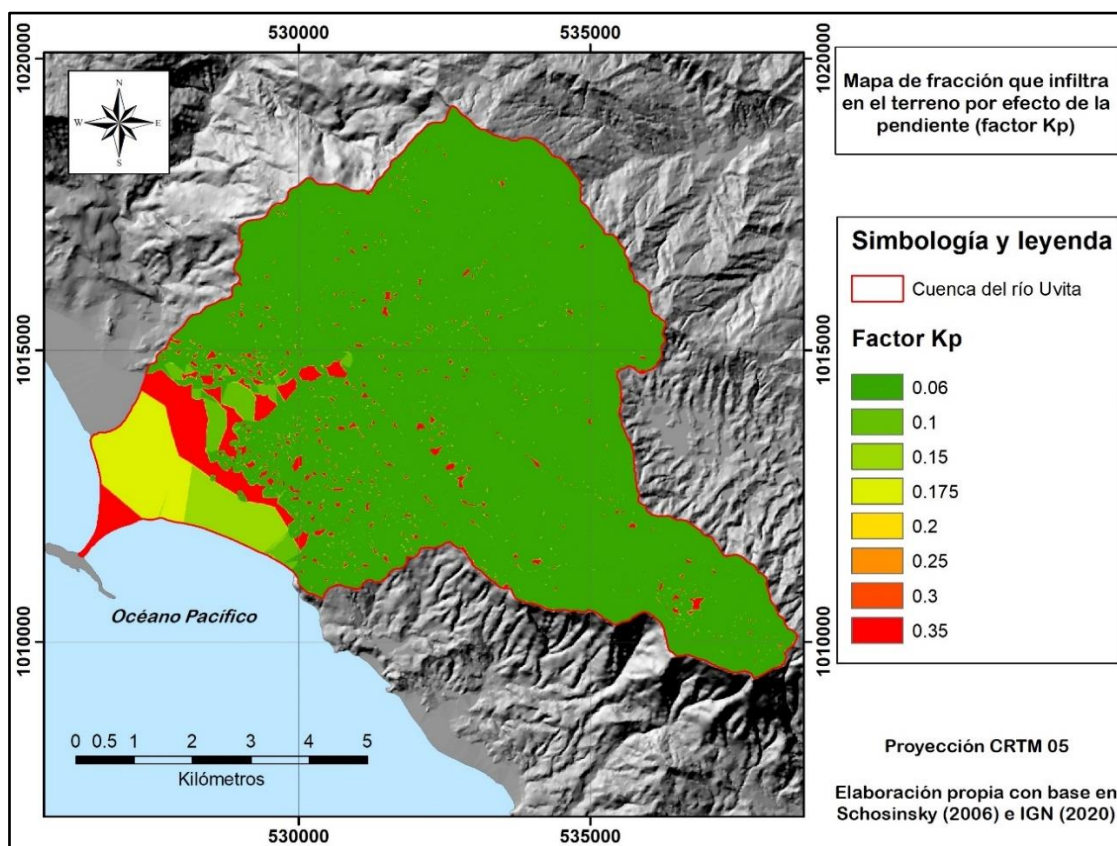 530000
535000
1020000
1020000
N
W
E
S
Mapa de fracción que infiltra
en el terreno por efecto de la
pendiente (factor Kp)
Simbología y leyenda
Cuenca del río Uvita
Factor Kp
0.06
0.1
0.15
0.175
0.2
0.25
0.3
0.35
1015000
1015000
1010000
1010000
Océano Pacífico
0 0.5 1 2 3 4 5
Kilómetros
530000
535000
Proyección CRTM 05
Elaboración propia con base en
Schosinsky (2006) e IGN (2020)